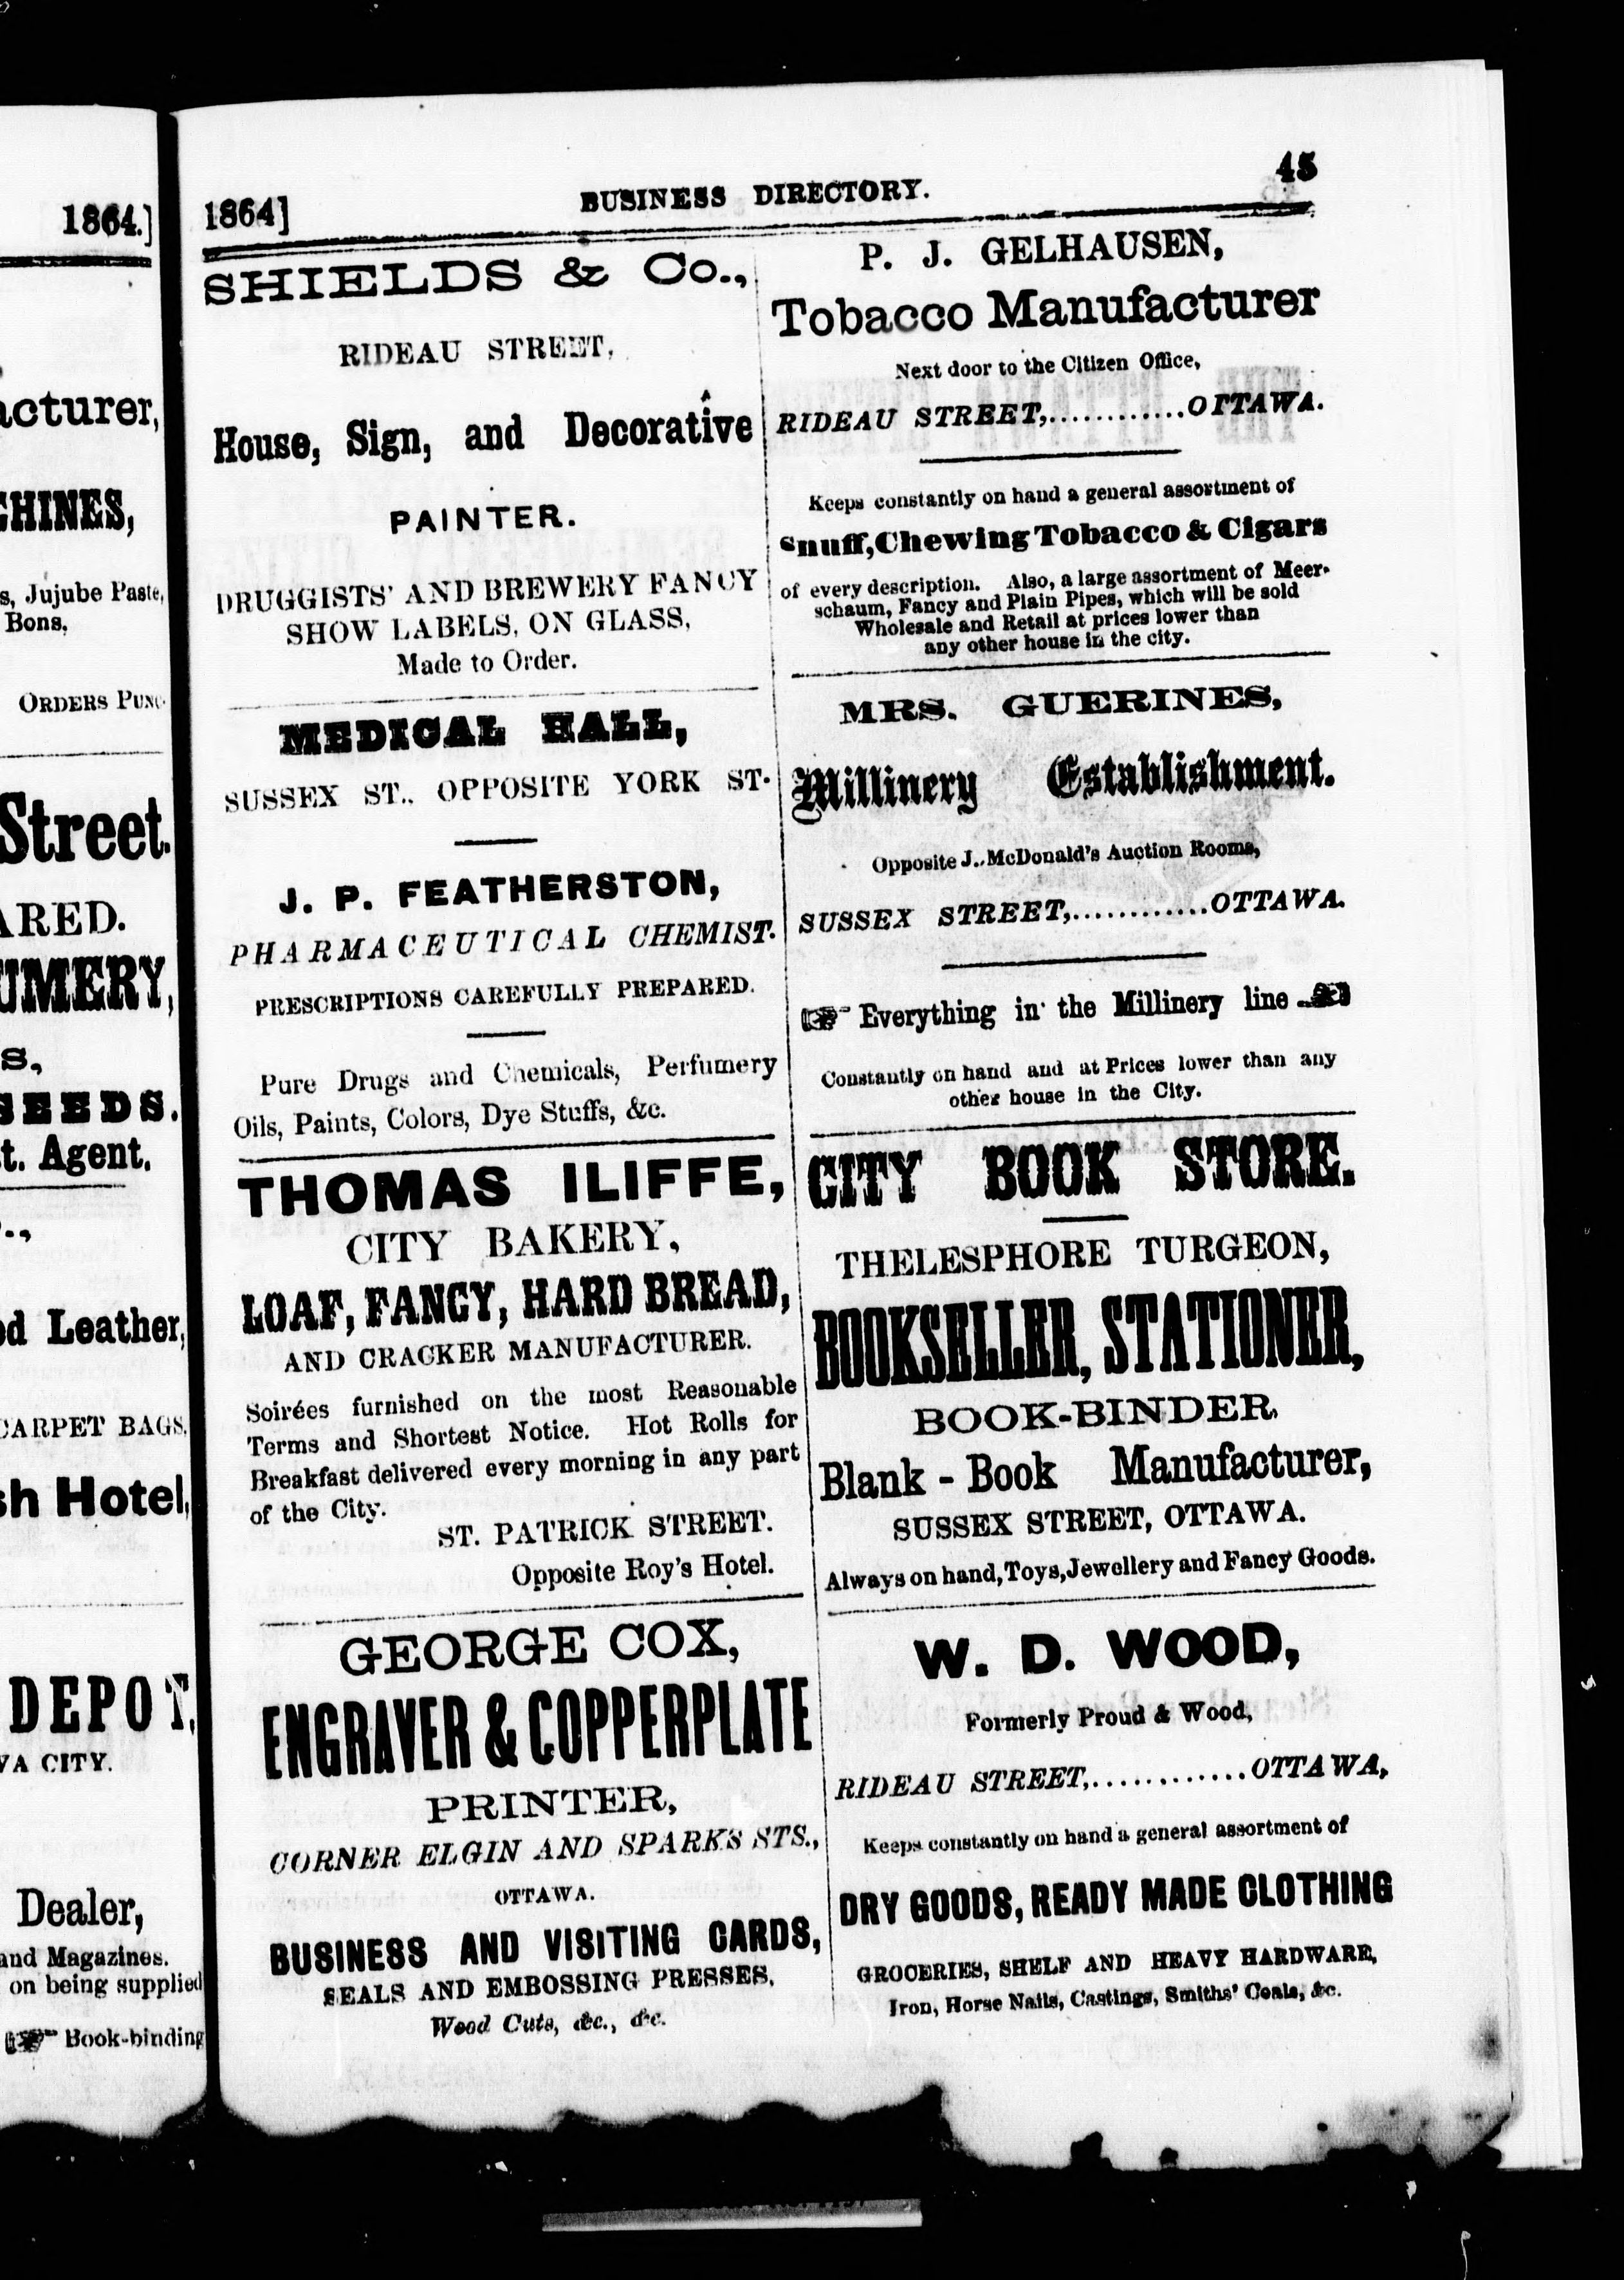 1864.]
acturer,
CHINES,
s, Jujube Paste,
Bons,
ORDERS PUNC-
Street.
ARED.
UMERY,
S,
SEEDS.
t. Agent.
od Leather,
CARPET BAGS,
sh Hotel,
DEPOT,
VA CITY.
Dealer,
and Magazines.
on being supplied
Book-binding
1864]
BUSINESS DIRECTORY.
45
SHIELDS & Co.,
RIDEAU STREET,
House, Sign, and Decorative
PAINTER.
DRUGGISTS' AND BREWERY FANCY
SHOW LABELS, ON GLASS,
Made to Order.
MEDICAL HALL,
SUSSEX ST., OPPOSITE YORK ST.
J. P. FEATHERSTON,
PHARMACEUTICAL CHEMIST.
PRESCRIPTIONS CAREFULLY PREPARED.
Pure Drugs and Chemicals, Perfumery
Oils, Paints, Colors, Dye Stuffs, &c.
THOMAS ILIFFE,
CITY BAKERY,
LOAF, FANCY, HARD BREAD,
AND CRACKER MANUFACTURER.
Soirées furnished on the most Reasonable
Terms and Shortest Notice. Hot Rolls for
Breakfast delivered every morning in any part
of the City.
ST. PATRICK STREET.
Opposite Roy's Hotel.
GEORGE COX,
ENGRAVER & COPPERPLATE
PRINTER,
CORNER ELGIN AND SPARKS STS.,
OTTAWA.
BUSINESS AND VISITING CARDS,
SEALS AND EMBOSSING PRESSES,
Wood Cuts, &c., &c.
P. J. GELHAUSEN,
Tobacco Manufacturer
Next door to the Citizen Office,
RIDEAU STREET,............OTTAWA.
Keeps constantly on hand a general assortment of
Snuff, Chewing Tobacco & Cigars
of every description. Also, a large assortment of Meer-
schaum, Fancy and Plain Pipes, which will be sold
Wholesale and Retail at prices lower than
any other house in the city.
MRS. GUERINES,
Millinery Establishment.
Opposite J. McDonald's Auction Rooms,
SUSSEX STREET,............OTTAWA.
Everything in the Millinery line
Constantly on hand and at Prices lower than any
other house in the City.
CITY BOOK STORE.
THELESPHORE TURGEON,
BOOKSELLER, STATIONER,
BOOK-BINDER,
Blank-Book Manufacturer,
SUSSEX STREET, OTTAWA.
Always on hand, Toys, Jewellery and Fancy Goods.
W. D. WOOD,
Formerly Proud & Wood,
RIDEAU STREET,............OTTAWA,
Keeps constantly on hand a general assortment of
DRY GOODS, READY MADE CLOTHING
GROCERIES, SHELF AND HEAVY HARDWARE,
Iron, Horse Nails, Castings, Smiths' Coals, &c.